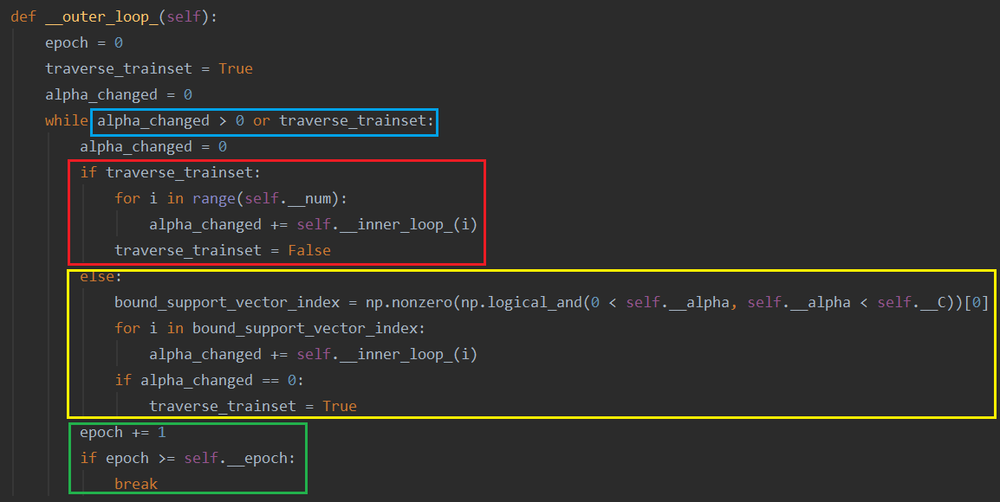 def __outer_loop_(self):
    epoch = 0
    traverse_trainset = True
    alpha_changed = 0
    while alpha_changed > 0 or traverse_trainset:
        alpha_changed = 0
        if traverse_trainset:
            for i in range(self.__num):
                alpha_changed += self.__inner_loop_(i)
            traverse_trainset = False
        else:
            bound_support_vector_index = np.nonzero(np.logical_and(0 < self.__alpha, self.__alpha < self.__C))[0]
            for i in bound_support_vector_index:
                alpha_changed += self.__inner_loop_(i)
            if alpha_changed == 0:
                traverse_trainset = True
        epoch += 1
        if epoch >= self.__epoch:
            break